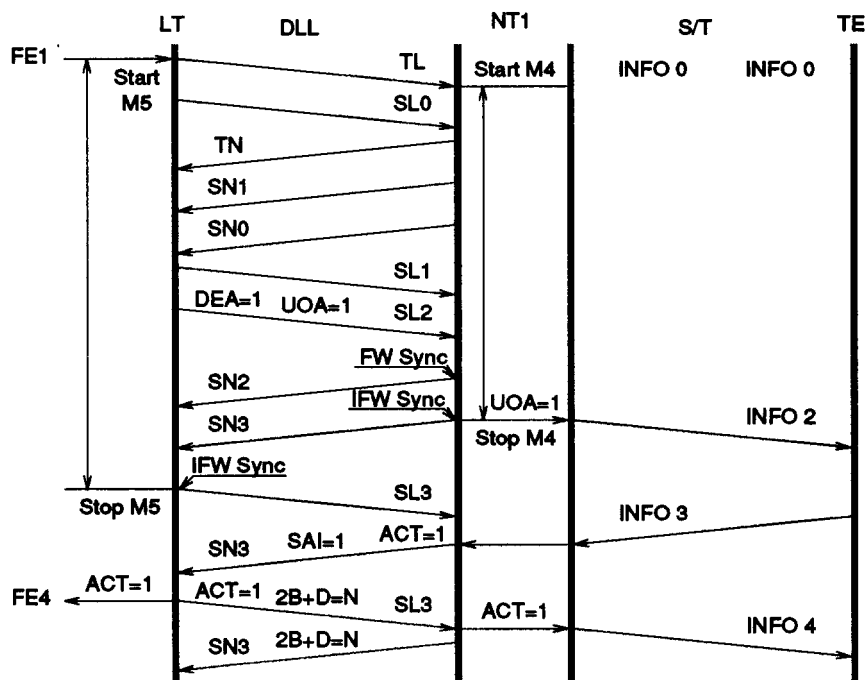 LT DLL NT1 S/T TE
FE1 TL Start M4 INFO 0 INFO 0
Start
M5
SL0
TN
SN1
SN0
SL1
DEA=1 UOA=1 SL2
FW Sync
SN2
IFW Sync UOA=1 INFO 2
SN3 Stop M4
IFW Sync
Stop M5 SL3 INFO 3
SN3 SAI=1 ACT=1
FE4 ACT=1 ACT=1 2B+D=N SL3 ACT=1 INFO 4
SN3 2B+D=N